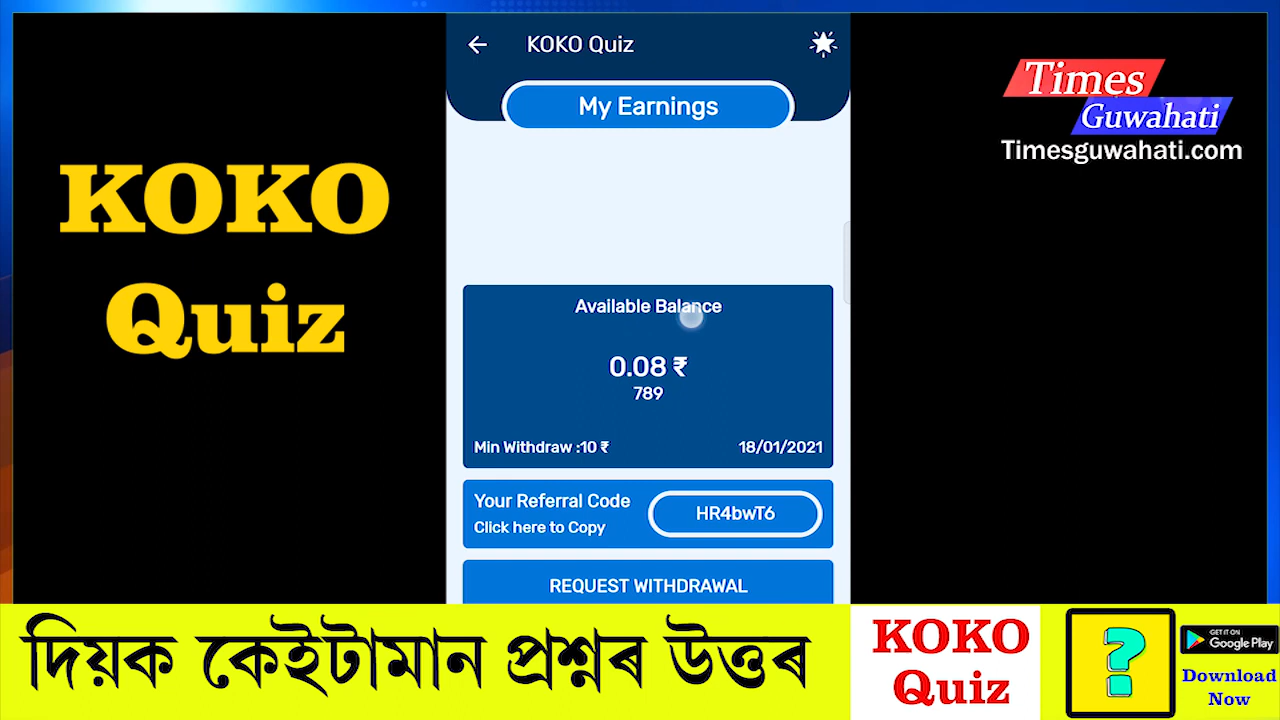 KOKO
Quiz
KOKO Quiz
My Earnings
Available Balance
0.08 ₹
789
Min Withdraw :10 ₹
18/01/2021
Your Referral Code
Click here to Copy
HR4bwT6
REQUEST WITHDRAWAL
Times
Guwahati
Timesguwahati.com
দিয়ক কেইটামান প্ৰশ্নৰ উত্তৰ
KOKO
Quiz
?
GET IT ON
Google Play
Download
Now